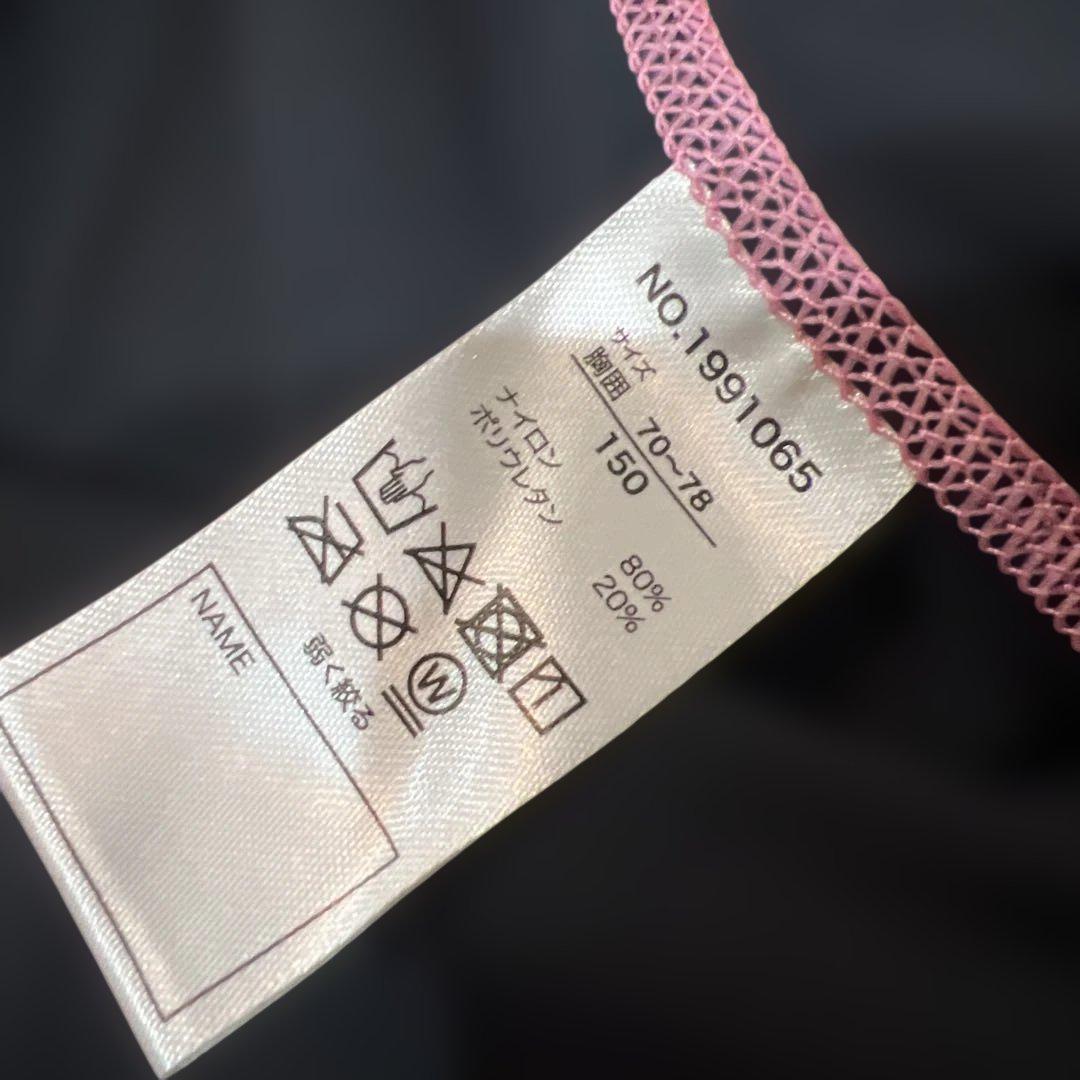 NO.1991065
サイズ 150
胸囲 70〜78
ナイロン 80%
ポリウレタン 20%
W
弱く絞る
NAME